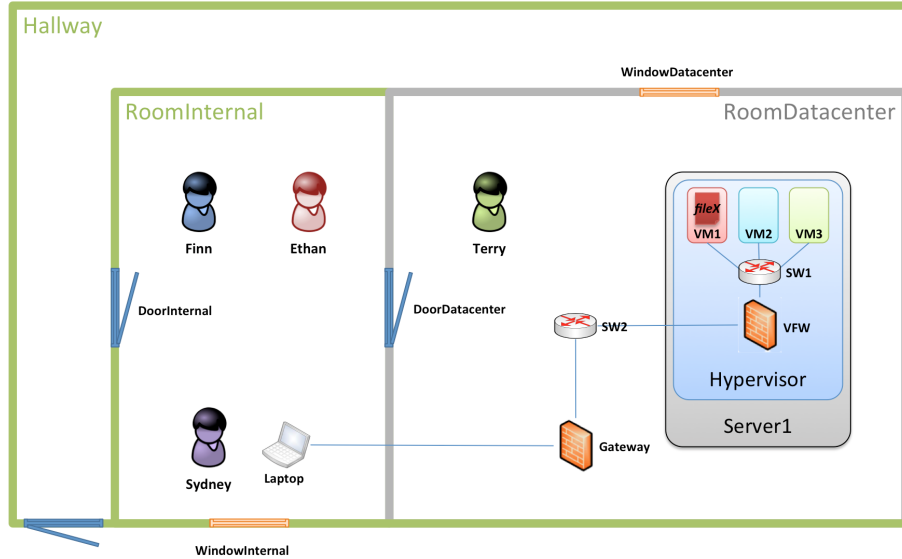 Hallway
WindowDatacenter
RoomInternal
RoomDatacenter
fileX
VM1
VM2
VM3
Finn
Ethan
Terry
SW1
DoorInternal
DoorDatacenter
SW2
VFW
Hypervisor
Server1
Gateway
Sydney
Laptop
WindowInternal